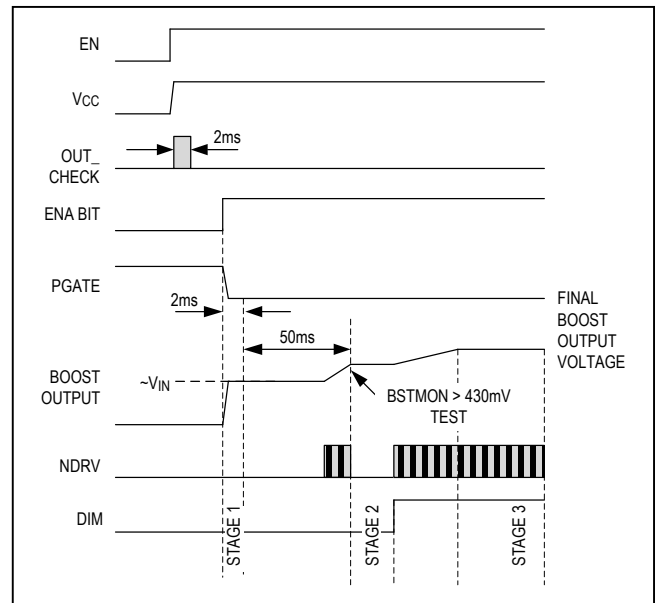 EN
VCC
2ms
OUT_
CHECK
ENA BIT
PGATE
2ms
FINAL
BOOST
OUTPUT
VOLTAGE
50ms
BOOST
OUTPUT
~VIN
BSTMON > 430mV
TEST
NDRV
DIM
STAGE 1
STAGE 2
STAGE 3